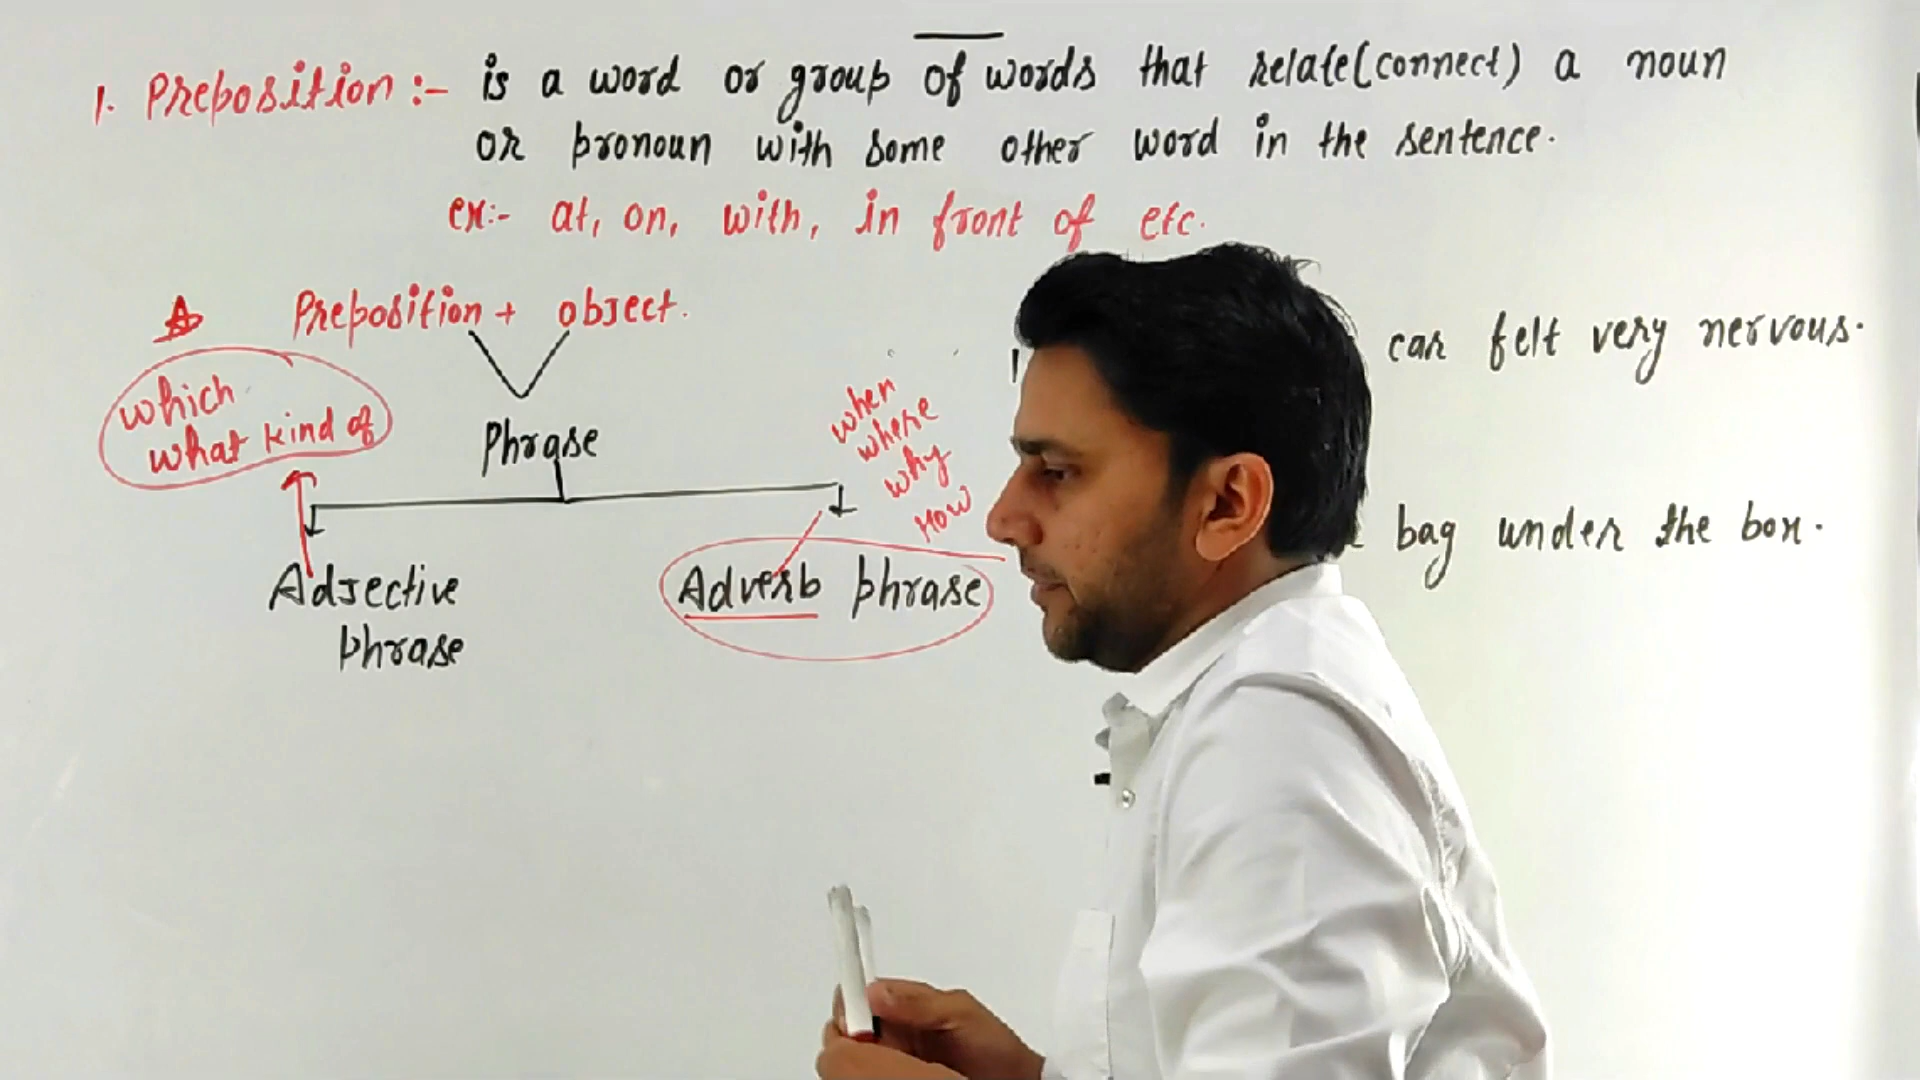 1. Preposition :- is a word or group of words that relate(connect) a noun
or pronoun with some other word in the sentence.
ex:- at, on, with, in front of etc.
Preposition + object.
which
what kind of
Phrase
when
where
why
How
Adjective
phrase
Adverb phrase
car felt very nervous.
bag under the box.